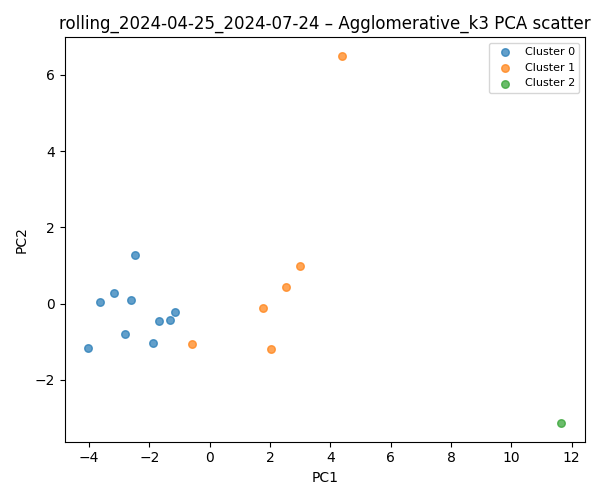 rolling_2024-04-25_2024-07-24 – Agglomerative_k3 PCA scatter
Cluster 0
Cluster 1
Cluster 2
PC2
6
4
2
0
−2
−4 −2 0 2 4 6 8 10 12
PC1